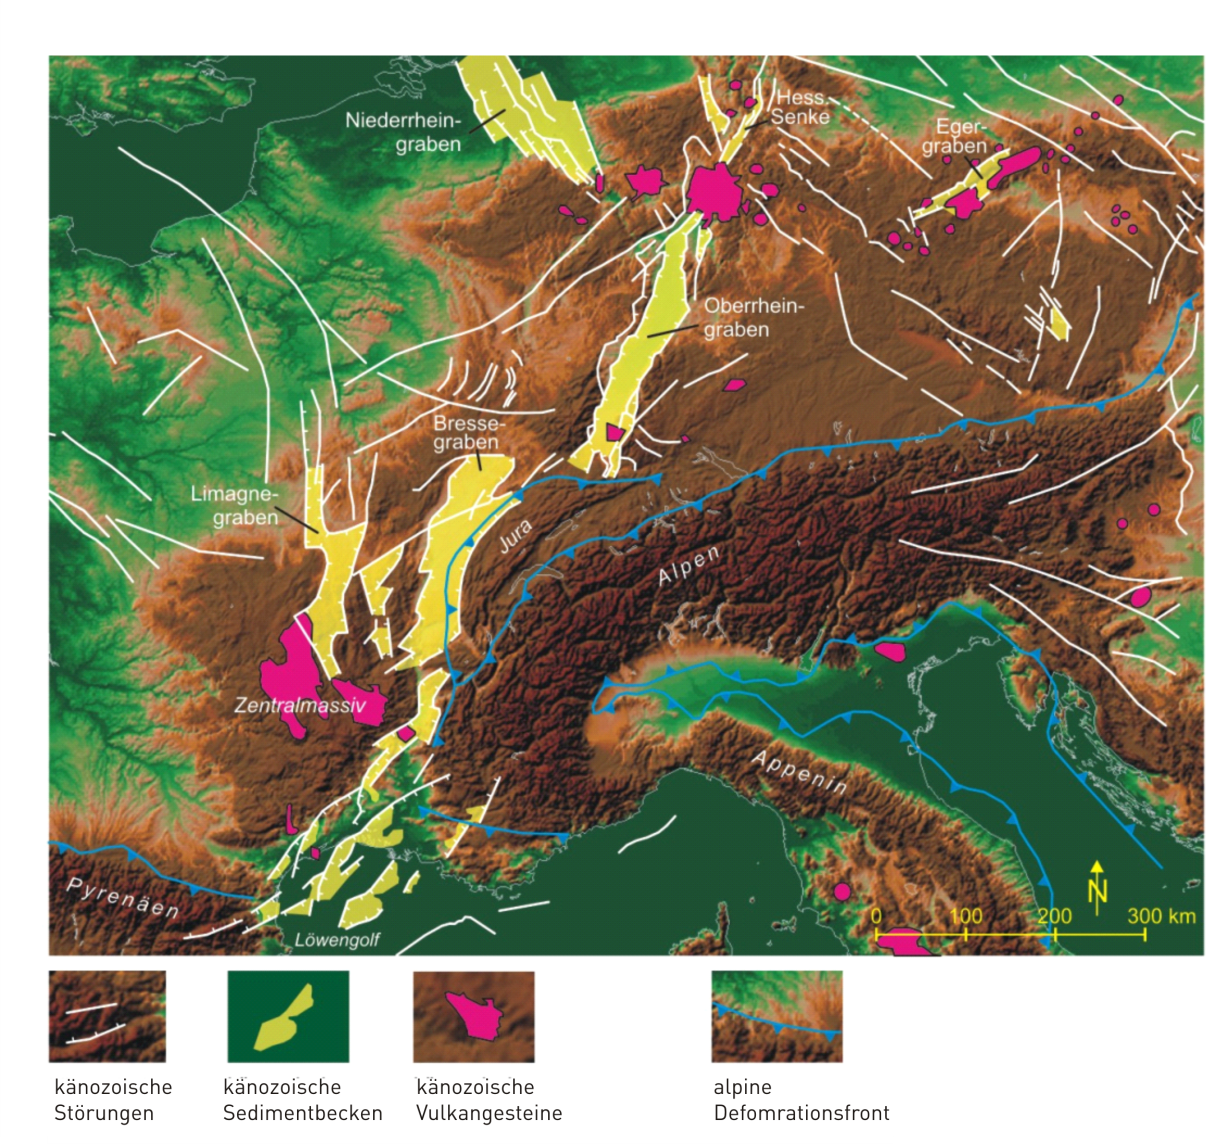 Niederrhein-
graben
Hess.
Senke
Eger-
graben
Oberrhein-
graben
Bresse-
graben
Limagne-
graben
Jura
Alpen
Zentralmassiv
Appenin
Pyrenäen
Löwengolf
N
0 100 200 300 km
känozoische
Störungen
känozoische
Sedimentbecken
känozoische
Vulkangesteine
alpine
Defomrationsfront